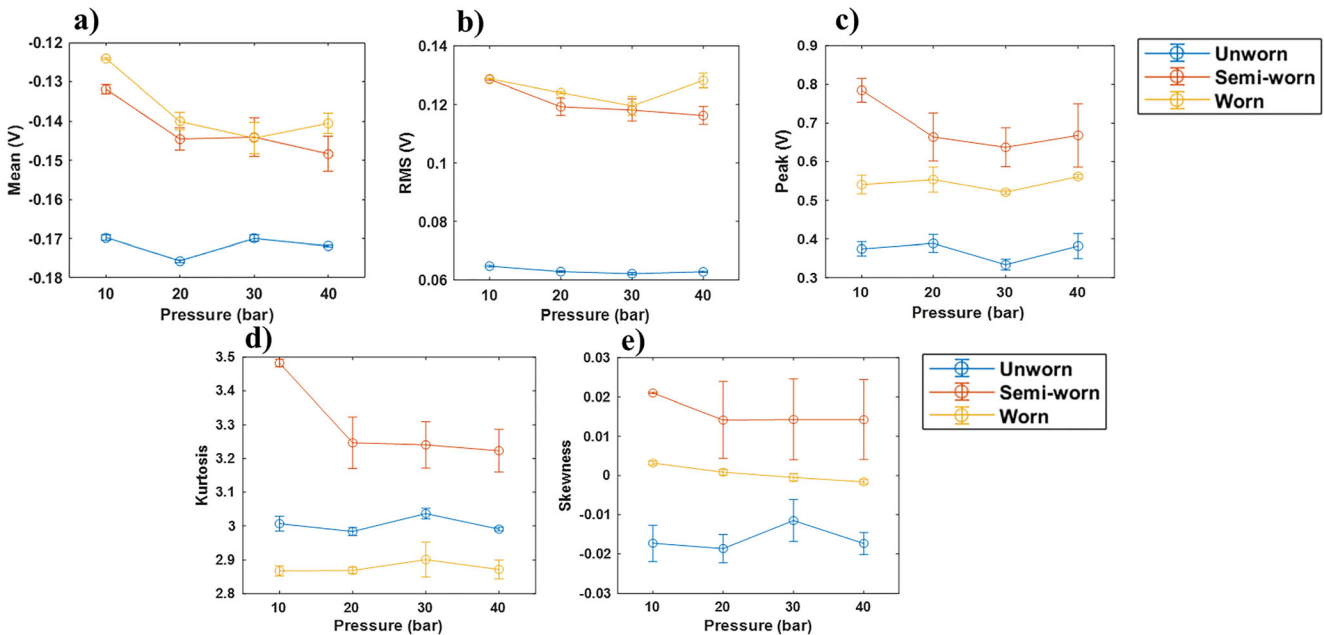 a)
-0.12
-0.13
-0.14
-0.15
-0.16
-0.17
-0.18
Mean (V)
10 20 30 40
Pressure (bar)
b)
0.14
0.12
0.1
0.08
0.06
RMS (V)
10 20 30 40
Pressure (bar)
c)
0.9
0.8
0.7
0.6
0.5
0.4
0.3
Peak (V)
10 20 30 40
Pressure (bar)
Unworn
Semi-worn
Worn
d)
3.5
3.4
3.3
3.2
3.1
3
2.9
2.8
Kurtosis
10 20 30 40
Pressure (bar)
e)
0.03
0.02
0.01
0
-0.01
-0.02
-0.03
Skewness
10 20 30 40
Pressure (bar)
Unworn
Semi-worn
Worn